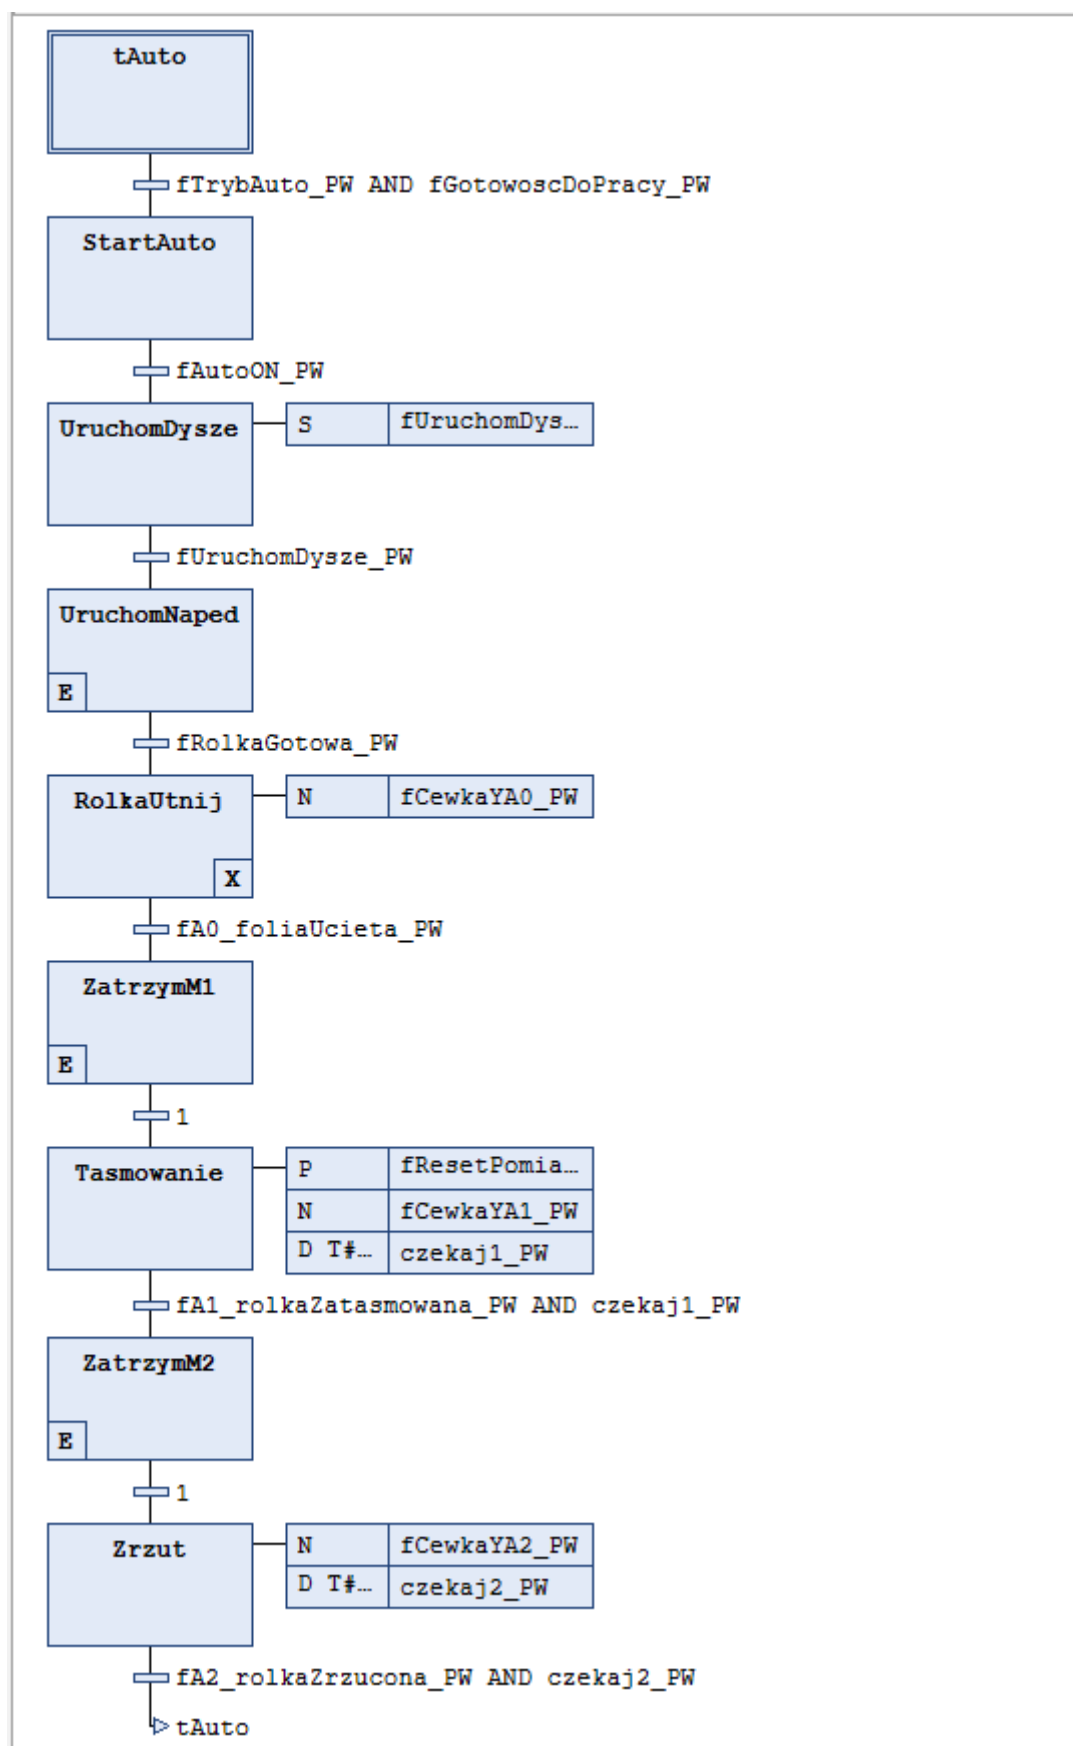 tAuto
fTrybAuto_PW AND fGotowoscDoPracy_PW
StartAuto
fAutoON_PW
UruchomDysze S fUruchomDys…
fUruchomDysze_PW
UruchomNaped
E
fRolkaGotowa_PW
RolkaUtnij N fCewkaYA0_PW
X
fA0_foliaUcieta_PW
ZatrzymM1
E
1
Tasmowanie P fResetPomia…
N fCewkaYA1_PW
D T#… czekaj1_PW
fA1_rolkaZatasmowana_PW AND czekaj1_PW
ZatrzymM2
E
1
Zrzut N fCewkaYA2_PW
D T#… czekaj2_PW
fA2_rolkaZrzucona_PW AND czekaj2_PW
tAuto